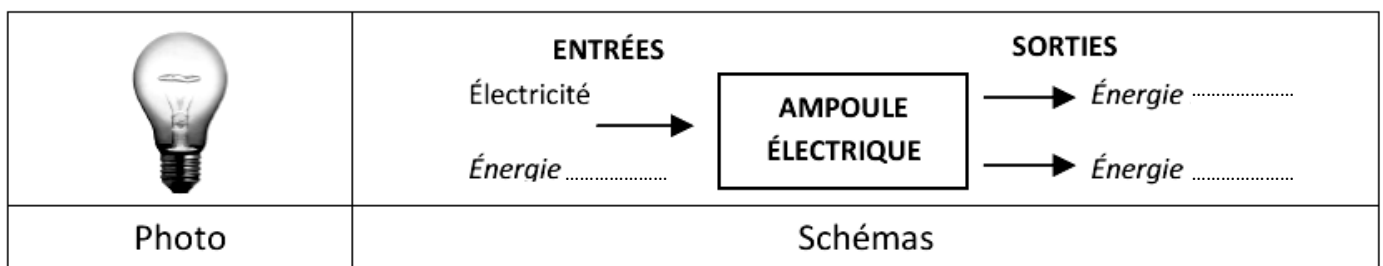 ENTRÉES
SORTIES
Électricité
Énergie ....................
AMPOULE
ÉLECTRIQUE
Énergie ....................
Énergie ....................
Photo
Schémas